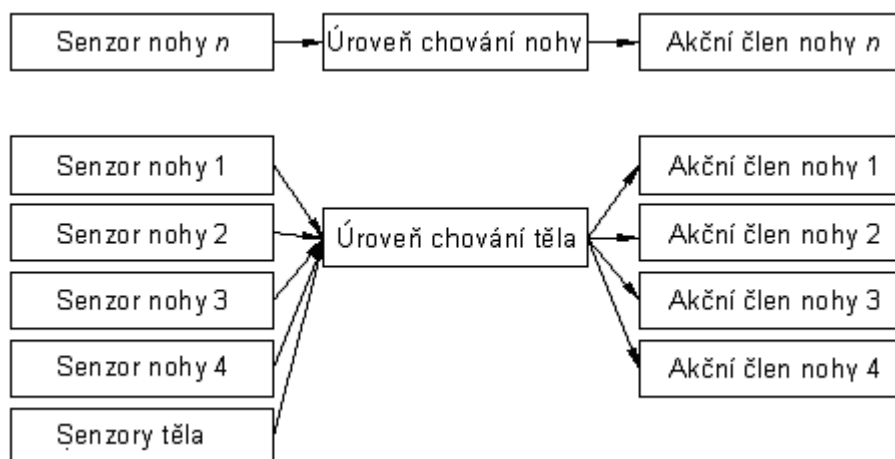 Senzor nohy n
Úroveň chování nohy
Akční člen nohy n
Senzor nohy 1
Senzor nohy 2
Senzor nohy 3
Senzor nohy 4
Senzory těla
Úroveň chování těla
Akční člen nohy 1
Akční člen nohy 2
Akční člen nohy 3
Akční člen nohy 4